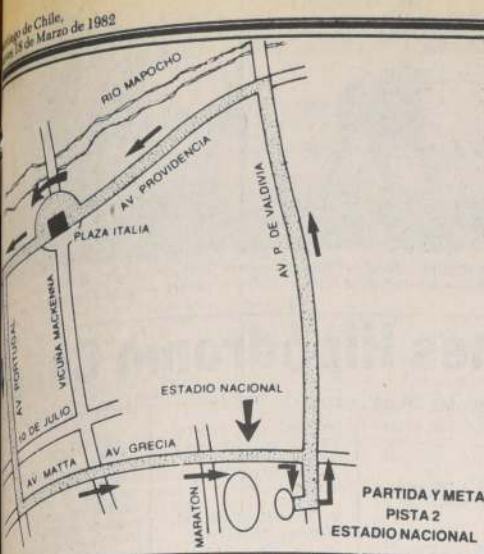 de Chile,
18 de Marzo de 1982
RIO MAPOCHO
AV. PROVIDENCIA
PLAZA ITALIA
AV. P. DE VALDIVIA
VICUÑA MACKENNA
AV. PORTUGAL
ESTADIO NACIONAL
10 DE JULIO
AV. GRECIA
AV. MATTA
MARATON
PARTIDA Y META
PISTA 2
ESTADIO NACIONAL